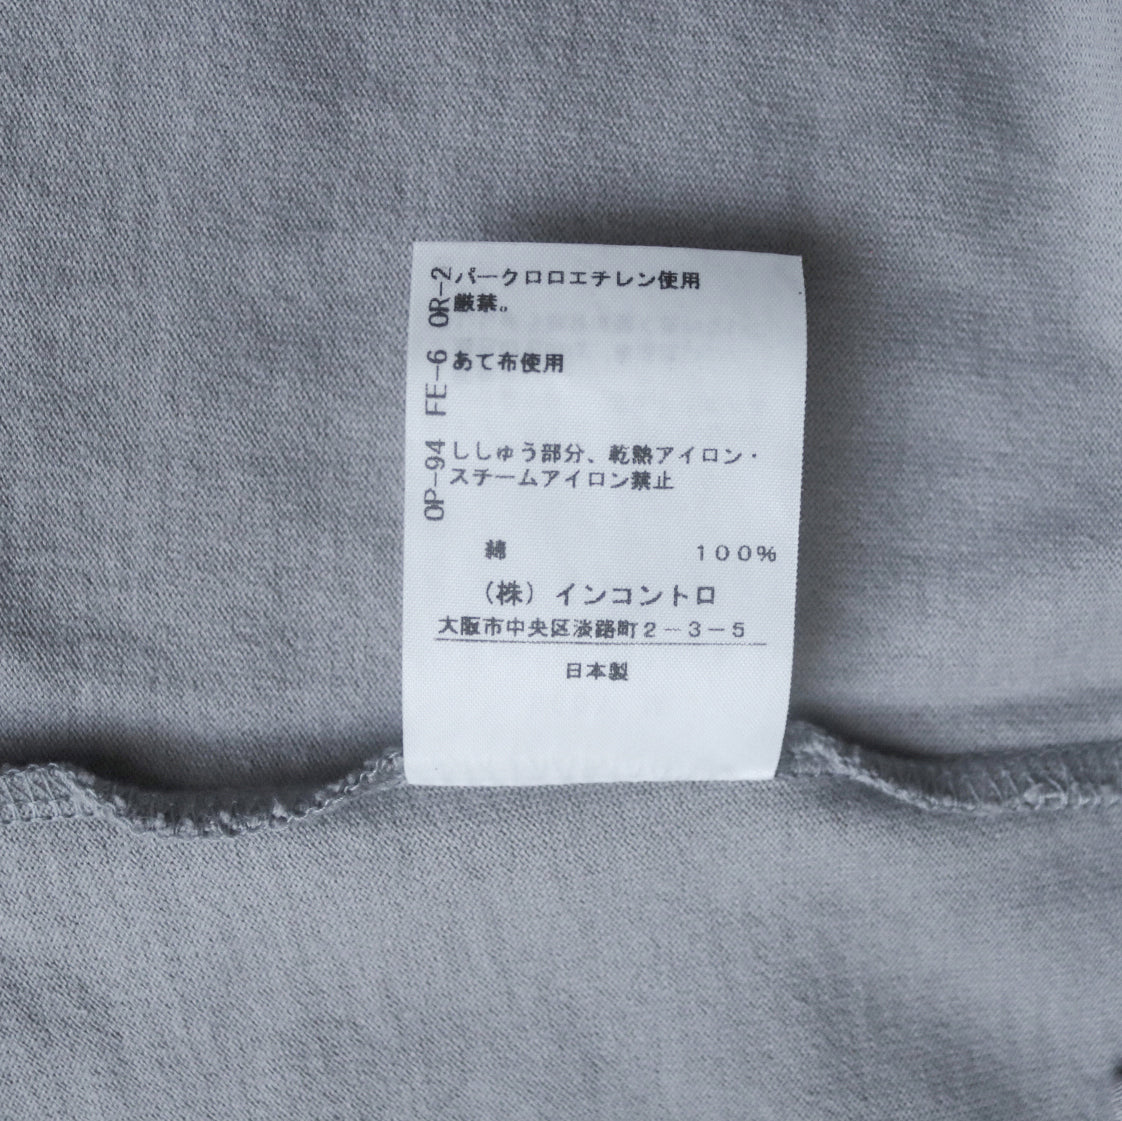 パークロロエチレン使用
厳禁。
あて布使用
ししゅう部分、乾熱アイロン・
スチームアイロン禁止
綿 100%
(株)インコントロ
大阪市中央区淡路町2-3-5
日本製
OP-94 FE-6 OR-2